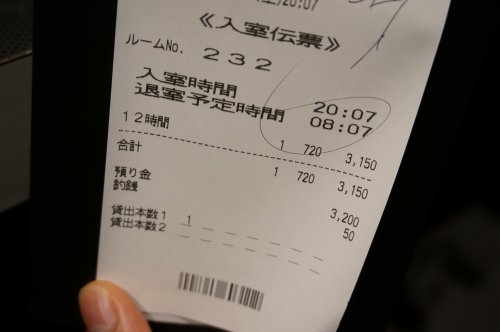 /20:07
《入室伝票》
ルームNo. 232
入室時間 20:07
退室予定時間 08:07
12時間 1 720 3,150
合計 1 720 3,150
預り金 3,200
釣銭 50
貸出本数1 1
貸出本数2